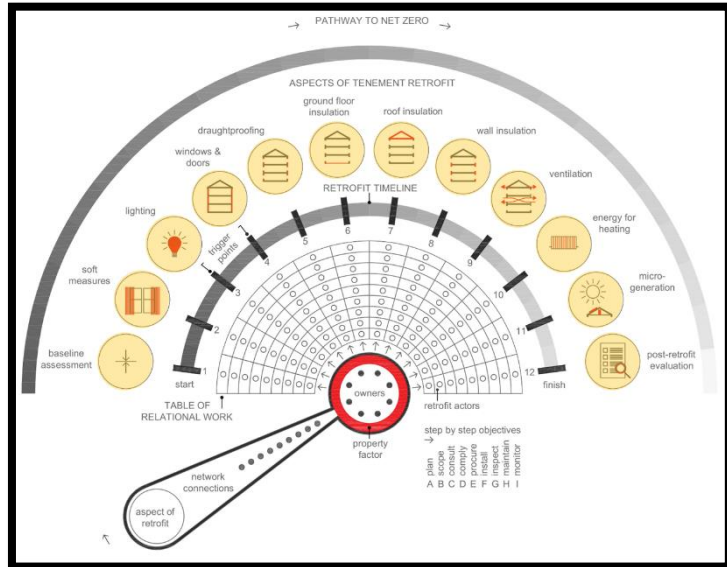 PATHWAY TO NET ZERO
ASPECTS OF TENEMENT RETROFIT
ground floor
insulation
roof insulation
draughtproofing
wall insulation
windows &
doors
ventilation
lighting
energy for
heating
soft
measures
micro-
generation
baseline
assessment
post-retrofit
evaluation
RETROFIT TIMELINE
trigger
points
1
2
3
4
5
6
7
8
9
10
11
12
start
finish
TABLE OF
RELATIONAL WORK
owners
retrofit actors
property
factor
network
connections
aspect of
retrofit
step by step objectives
A plan
B scope
C consult
D comply
E procure
F install
G inspect
H maintain
I monitor